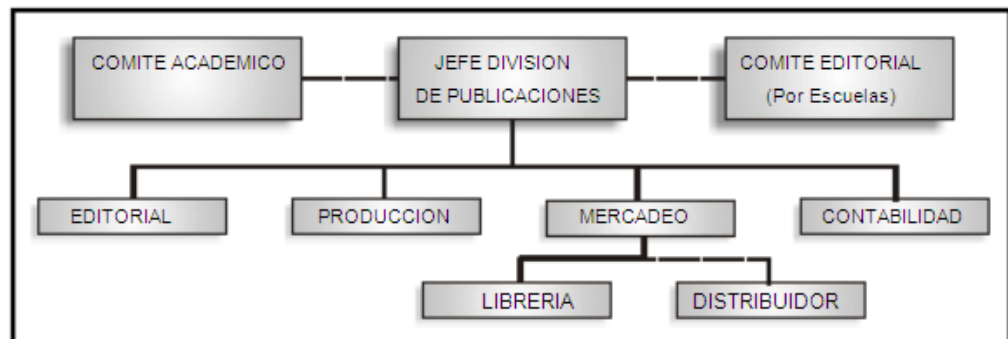 COMITE ACADEMICO
JEFE DIVISION
DE PUBLICACIONES
COMITE EDITORIAL
(Por Escuelas)
EDITORIAL
PRODUCCION
MERCADEO
CONTABILIDAD
LIBRERIA
DISTRIBUIDOR